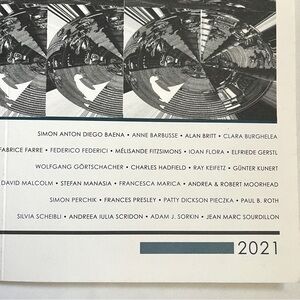 SIMON ANTON DIEGO BAENA • ANNE BARBUSSE • ALAN BRITT • CLARA BURGHELEA
FABRICE FARRE • FEDERICO FEDERICI • MÉLISANDE FITZSIMONS • IOAN FLORA • ELFRIEDE GERSTL
WOLFGANG GÖRTSCHACHER • CHARLES HADFIELD • RAY KEIFETZ • GÜNTER KUNERT
DAVID MALCOLM • STEFAN MANASIA • FRANCESCA MARICA • ANDREA & ROBERT MOORHEAD
SIMON PERCHIK • FRANCES PRESLEY • PATTY DICKSON PIECZKA • PAUL B. ROTH
SILVIA SCHEIBLI • ANDREEA IULIA SCRIDON • ADAM J. SORKIN • JEAN MARC SOURDILLON
2021